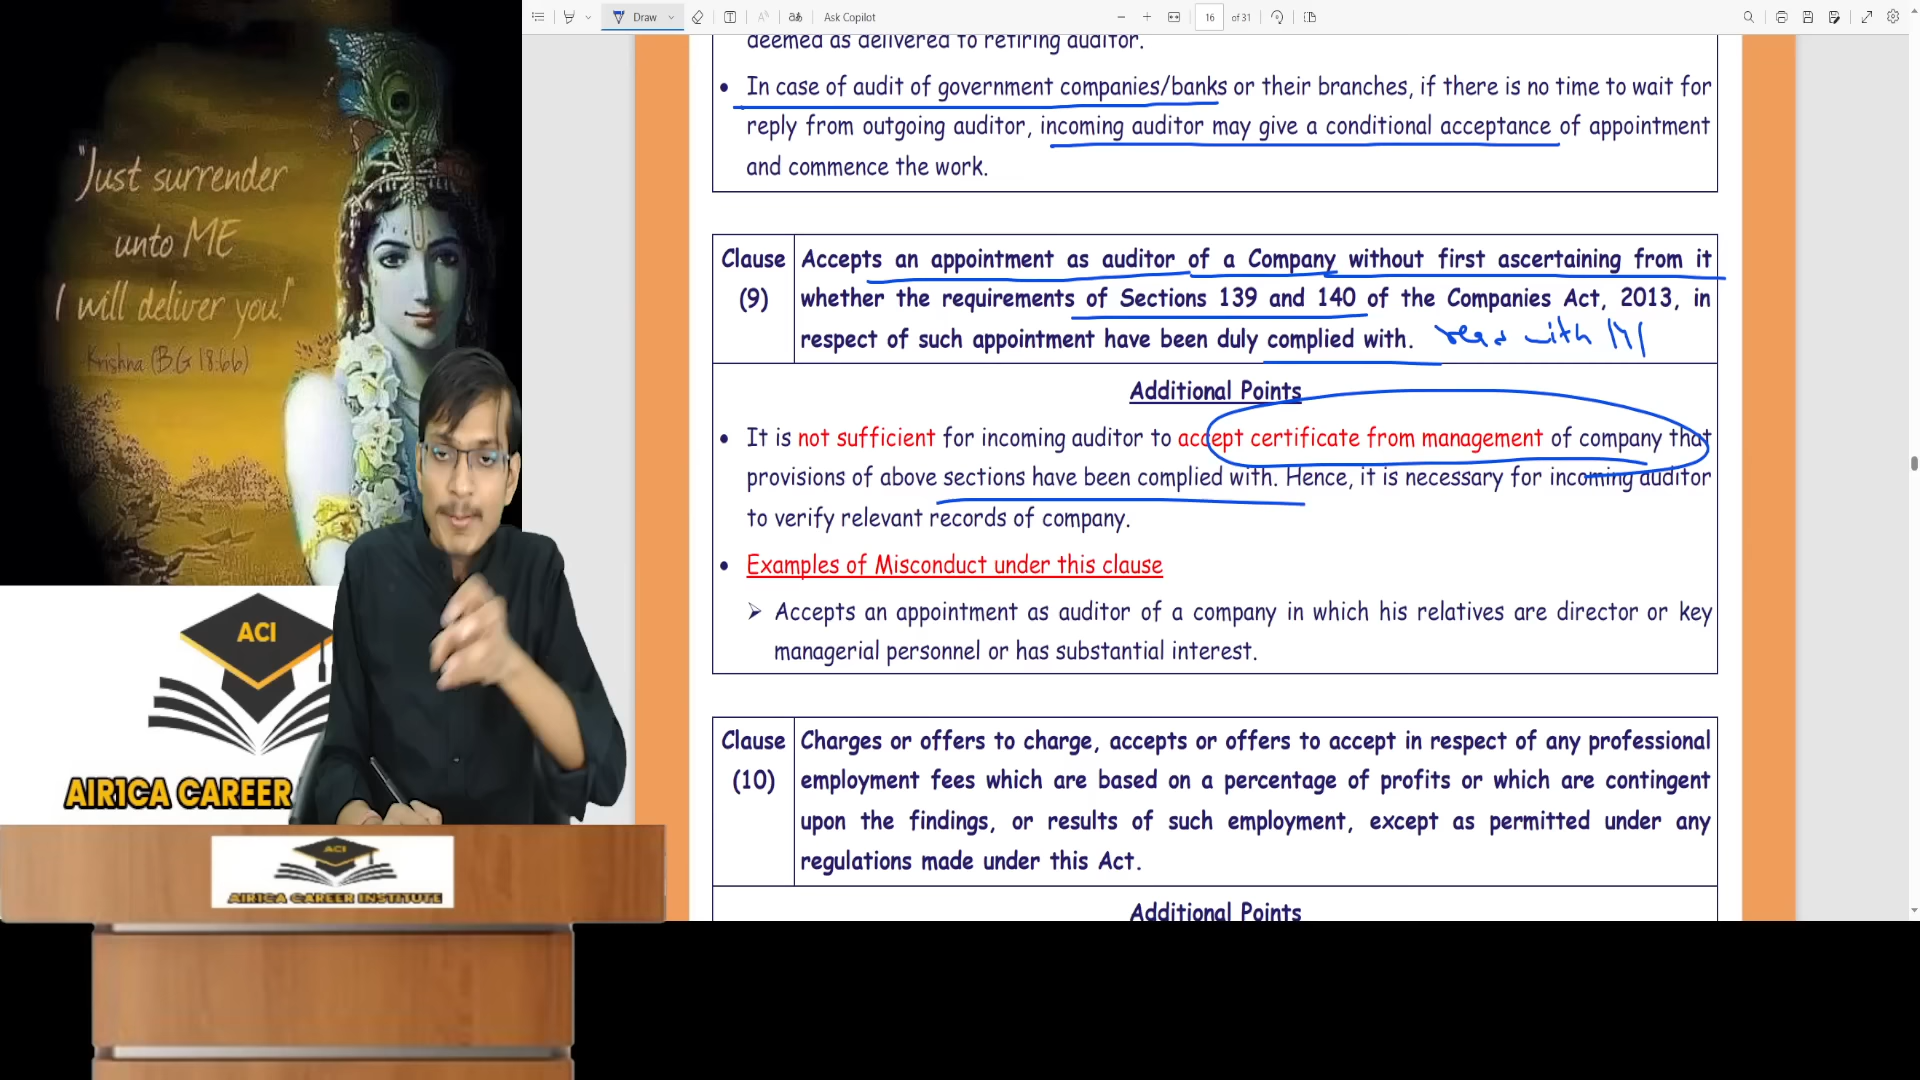 Draw
Ask Copilot
16 of 31
"Just surrender
unto ME
I will deliver you!"
- Krishna (B.G 18:66)
ACI
AIR1CA CAREER
ACI
AIR1CA CAREER INSTITUTE
deemed as delivered to retiring auditor.
• In case of audit of government companies/banks or their branches, if there is no time to wait for
reply from outgoing auditor, incoming auditor may give a conditional acceptance of appointment
and commence the work.
Clause (9) Accepts an appointment as auditor of a Company without first ascertaining from it
whether the requirements of Sections 139 and 140 of the Companies Act, 2013, in
respect of such appointment have been duly complied with. read with 141
Additional Points
• It is not sufficient for incoming auditor to accept certificate from management of company that
provisions of above sections have been complied with. Hence, it is necessary for incoming auditor
to verify relevant records of company.
• Examples of Misconduct under this clause
➢ Accepts an appointment as auditor of a company in which his relatives are director or key
managerial personnel or has substantial interest.
Clause (10) Charges or offers to charge, accepts or offers to accept in respect of any professional
employment fees which are based on a percentage of profits or which are contingent
upon the findings, or results of such employment, except as permitted under any
regulations made under this Act.
Additional Points